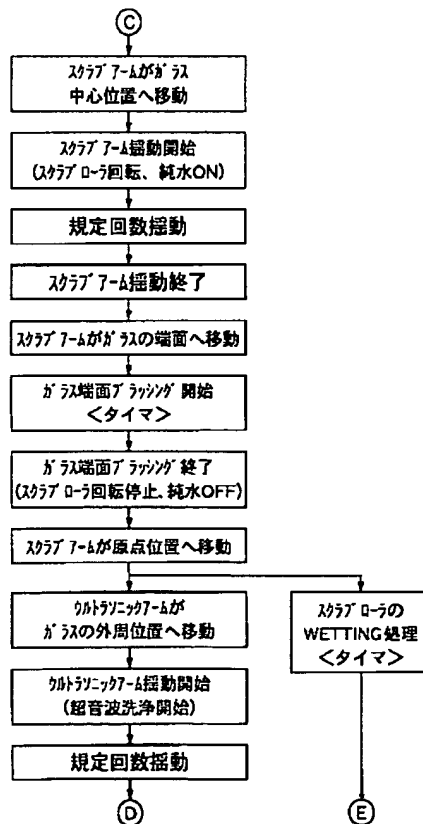 C
スクラブアームがガラス
中心位置へ移動
スクラブアーム揺動開始
(スクラブローラ回転、純水ON)
規定回数揺動
スクラブアーム揺動終了
スクラブアームがガラスの端面へ移動
ガラス端面ブラッシング開始
<タイマ>
ガラス端面ブラッシング終了
(スクラブローラ回転停止、純水OFF)
スクラブアームが原点位置へ移動
ウルトラソニックアームが
ガラスの外周位置へ移動
スクラブローラの
WETTING処理
<タイマ>
ウルトラソニックアーム揺動開始
(超音波洗浄開始)
規定回数揺動
D
E